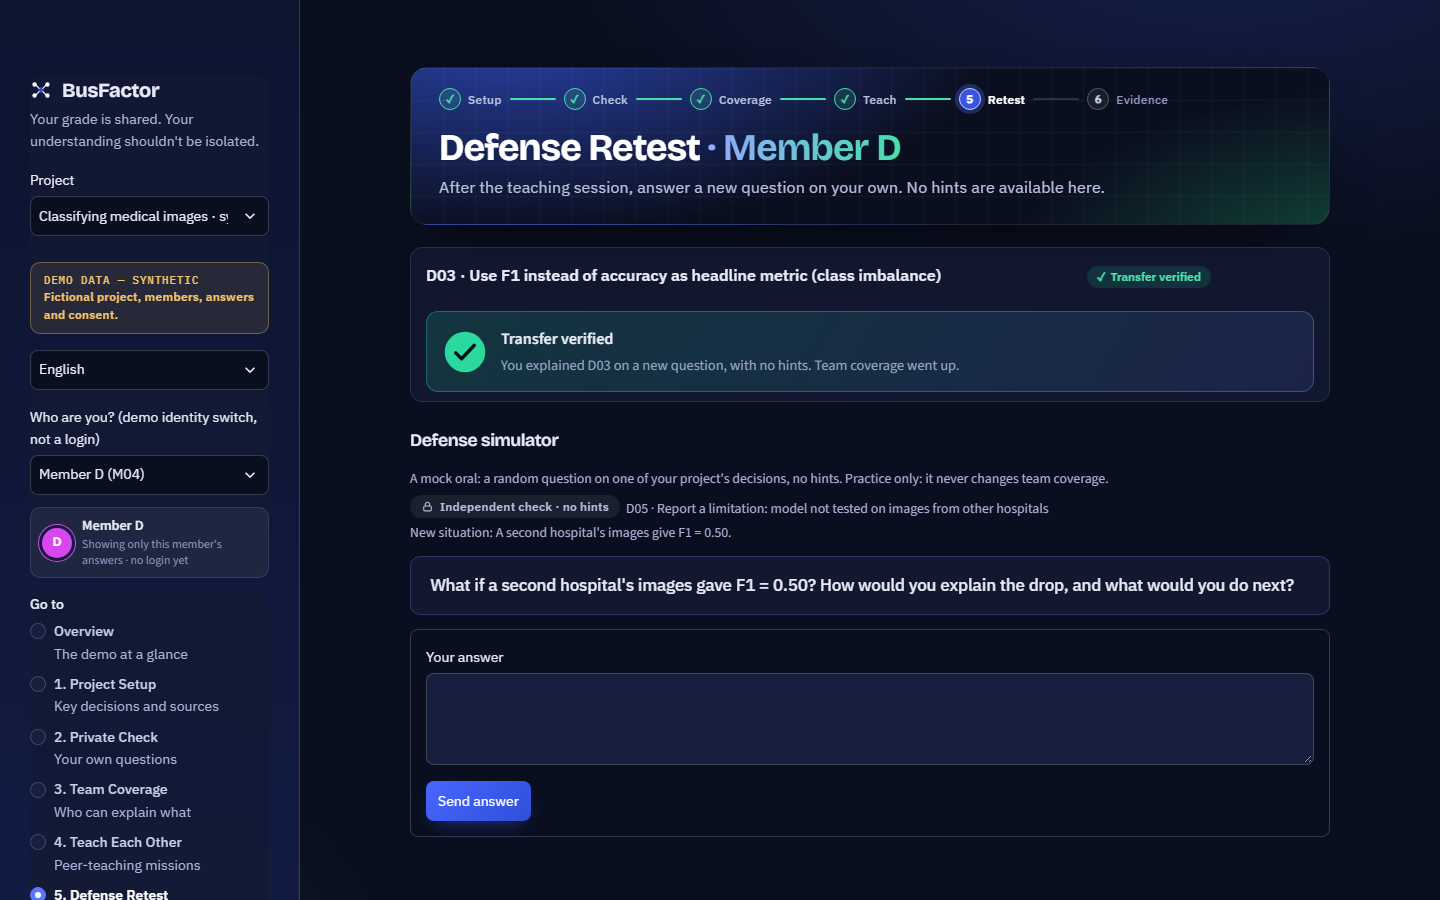 BusFactor
Your grade is shared. Your
understanding shouldn't be isolated.
Project
Classifying medical images · sy
DEMO DATA — SYNTHETIC
Fictional project, members, answers
and consent.
English
Who are you? (demo identity switch,
not a login)
Member D (M04)
D
Member D
Showing only this member's
answers · no login yet
Go to
Overview
The demo at a glance
1. Project Setup
Key decisions and sources
2. Private Check
Your own questions
3. Team Coverage
Who can explain what
4. Teach Each Other
Peer-teaching missions
5. Defense Retest
✓ Setup ✓ Check ✓ Coverage ✓ Teach 5 Retest 6 Evidence
Defense Retest · Member D
After the teaching session, answer a new question on your own. No hints are available here.
D03 · Use F1 instead of accuracy as headline metric (class imbalance)
✓ Transfer verified
Transfer verified
You explained D03 on a new question, with no hints. Team coverage went up.
Defense simulator
A mock oral: a random question on one of your project's decisions, no hints. Practice only: it never changes team coverage.
Independent check · no hints D05 · Report a limitation: model not tested on images from other hospitals
New situation: A second hospital's images give F1 = 0.50.
What if a second hospital's images gave F1 = 0.50? How would you explain the drop, and what would you do next?
Your answer
Send answer